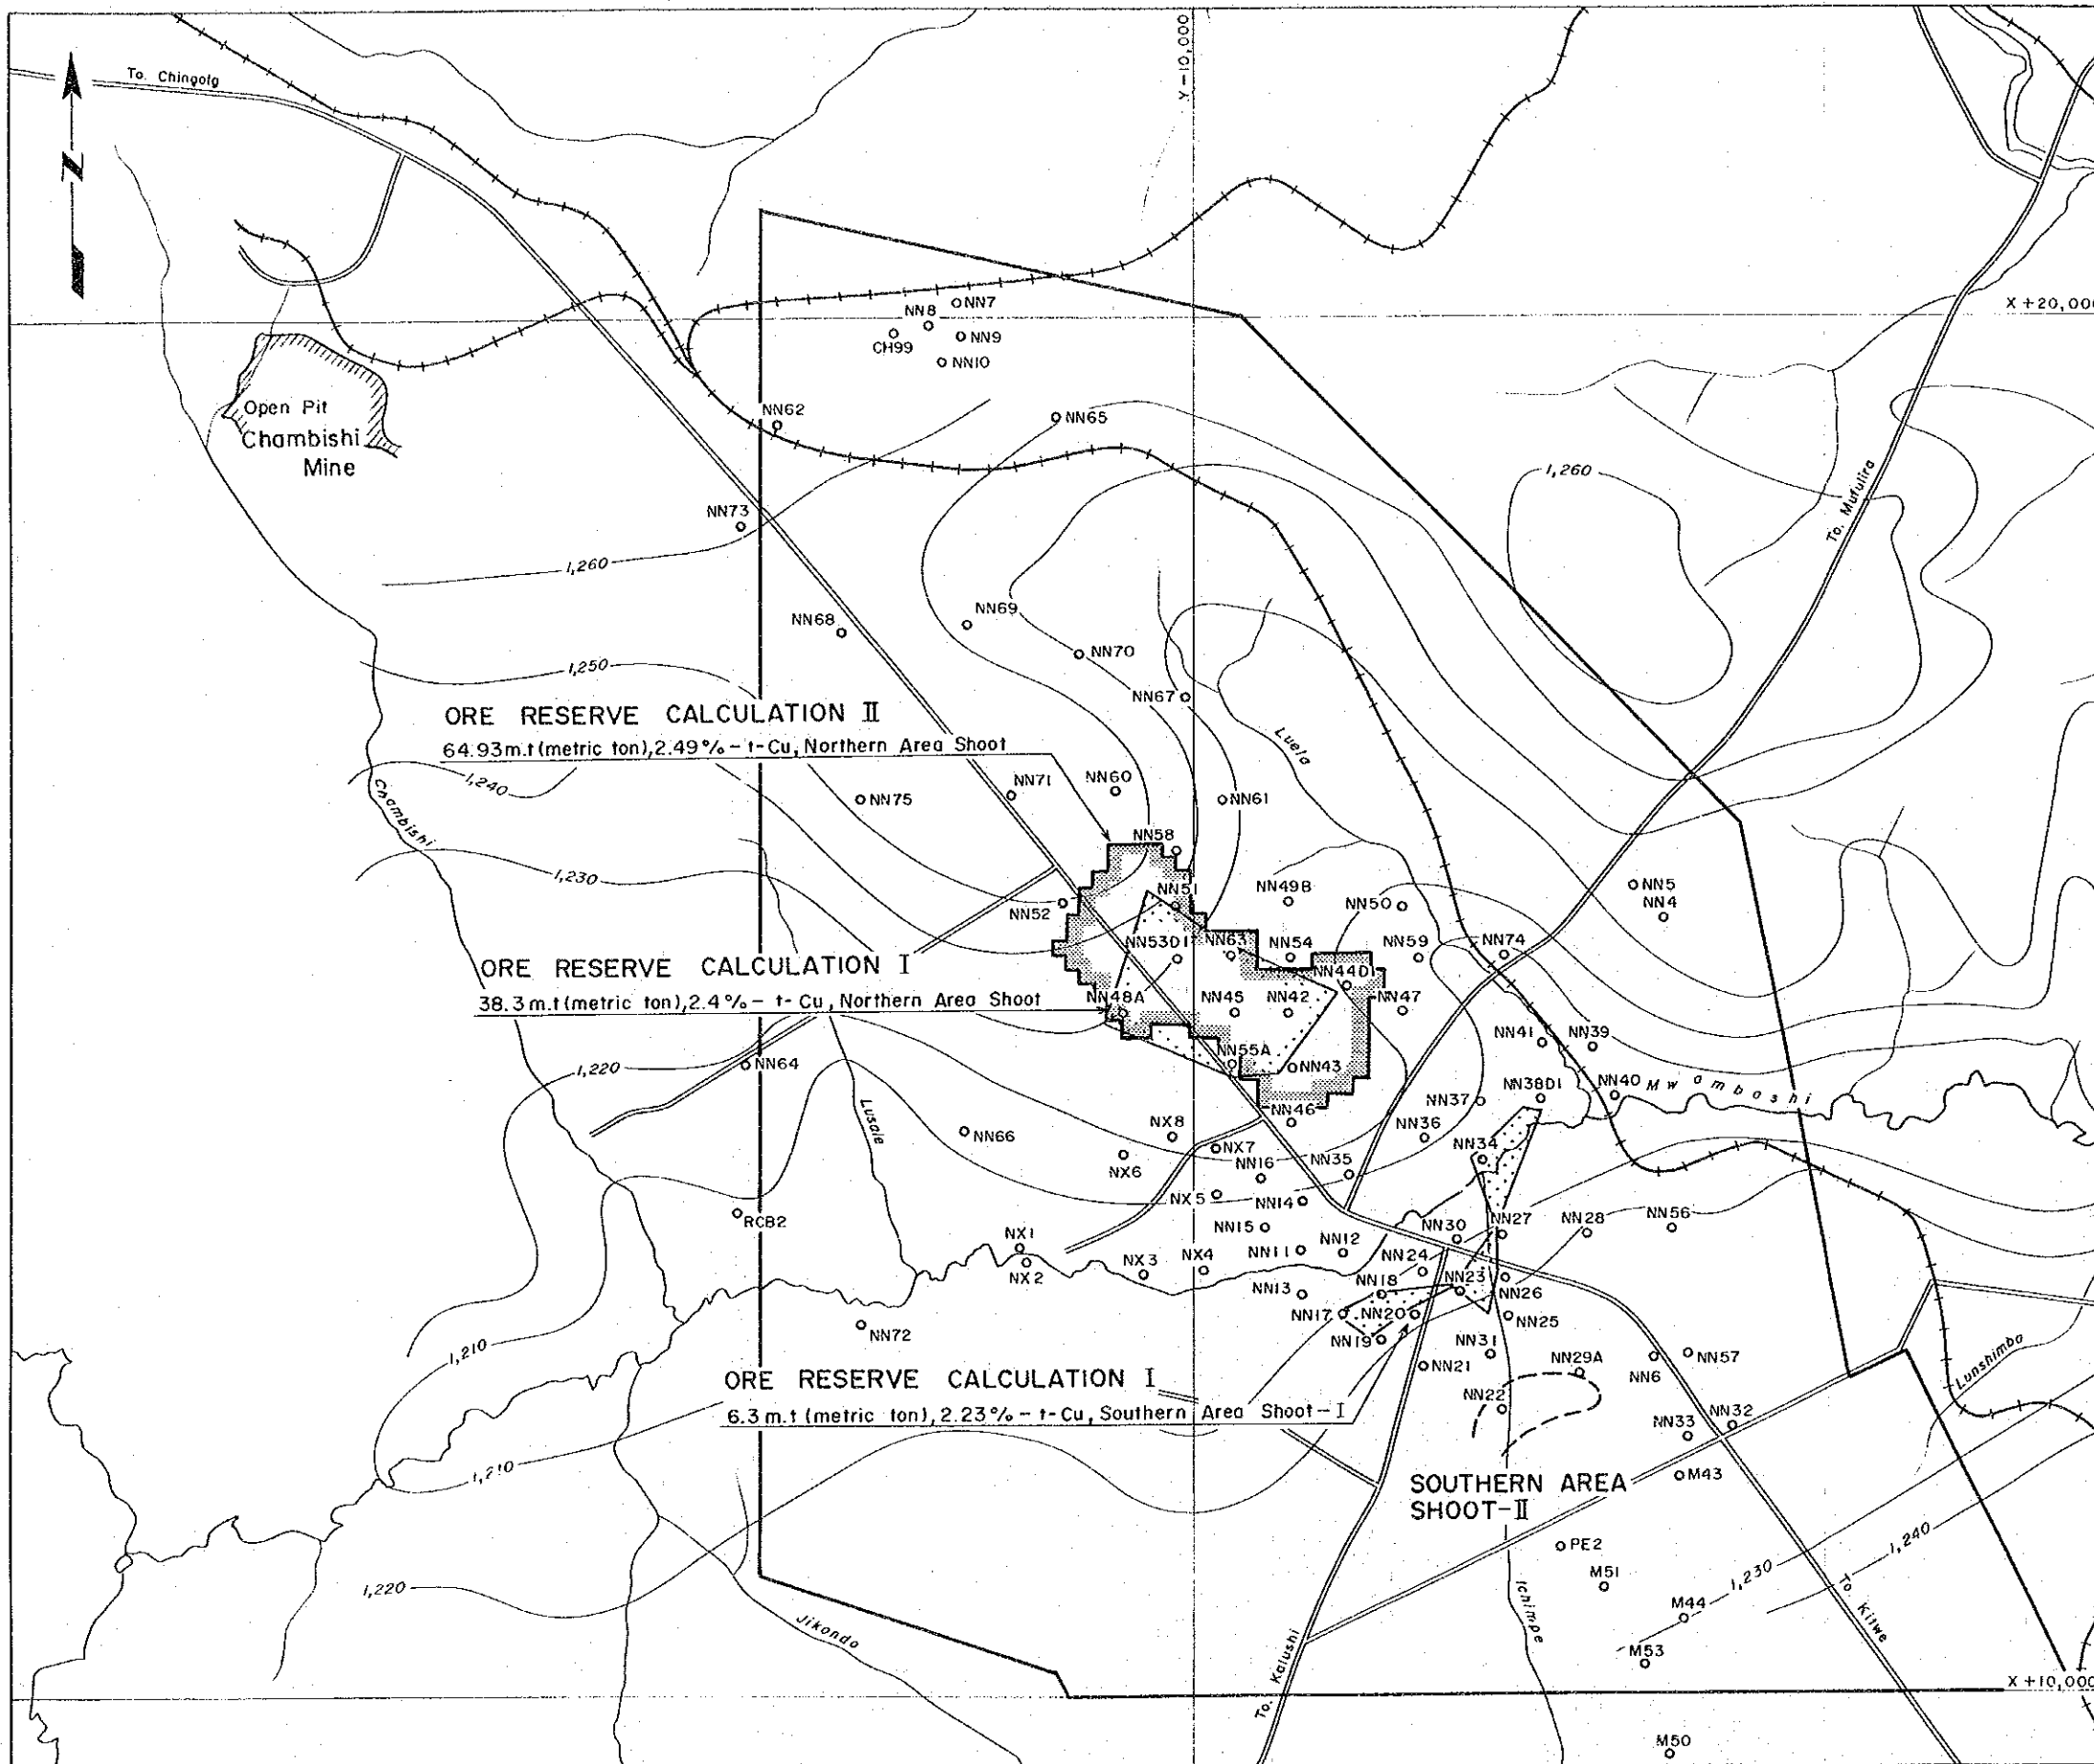 Y-10,000
To. Chingolg
N
X+20,000
NN7
NN8
NN9
CH99
NN10
Open Pit
Chambishi
Mine
NN62
NN65
1,260
To. Mufulira
NN73
1,260
NN69
NN68
NN70
1,250
NN67
ORE RESERVE CALCULATION II
64.93m.t(metric ton),2.49%-t-Cu,Northern Area Shoot
Luela
1,240
NN71
NN60
NN75
NN61
Chambishi
NN58
1,230
NN51
NN49B
NN5
NN4
NN52
NN50
NN53D1
NN63
NN54
NN59
NN74
ORE RESERVE CALCULATION I
38.3m.t(metric ton),2.4%-t-Cu,Northern Area Shoot
NN44D1
NN48A
NN45
NN42
NN47
NN41
NN39
NN55A
NN43
1,220
NN64
NN38D1
NN40
Mwamboshi
NN37
Lusale
NN46
NN66
NX8
NN36
NX7
NN34
NX6
NN16
NN35
NX5
NN14
RCB2
NN15
NN30
NN27
NN28
NN56
NX1
NX4
NN11
NN12
NN24
NX2
NX3
NN13
NN18
NN23
NN26
NN17
NN20
NN25
NN72
NN19
NN31
1,210
NN21
NN29A
NN6
NN57
Lunshimba
ORE RESERVE CALCULATION I
6.3m.t(metric ton),2.23%-t-Cu,Southern Area Shoot-I
NN22
NN33
NN32
1,210
M43
SOUTHERN AREA
SHOOT-II
PE2
1,240
M51
1,230
1,220
M44
Ichimpe
To. Kitwe
Jikondo
M53
To. Kalushi
X+10,000
M50